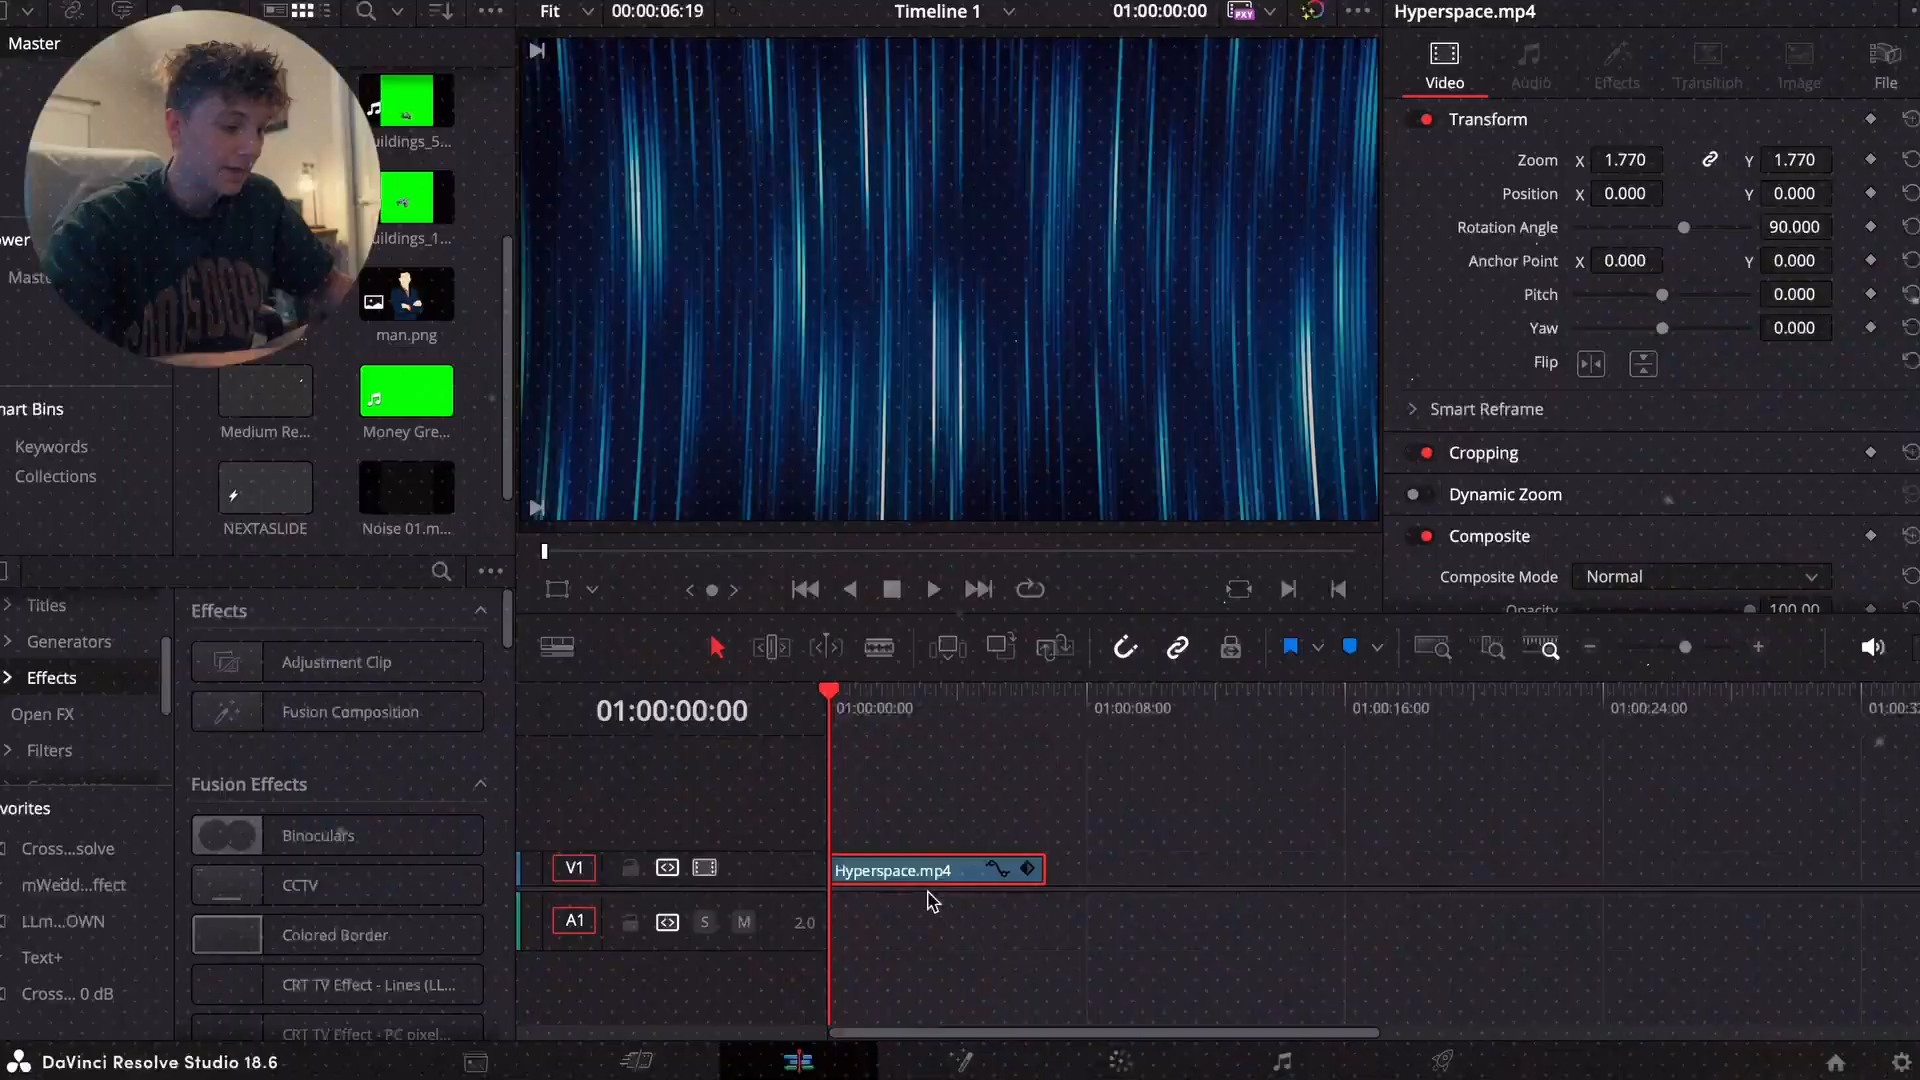 Fit 00:00:06:19 Timeline 1 01:00:00:00 PXY Hyperspace.mp4
Master
Video Audio Effects Transition Image File
Transform
uildings_5...
Zoom X 1.770 Y 1.770
Position X 0.000 Y 0.000
Rotation Angle 90.000
uildings_1...
ower
Anchor Point X 0.000 Y 0.000
Maste
Pitch 0.000
Yaw 0.000
man.png
Flip
mart Bins
Smart Reframe
Medium Re... Money Gre...
Keywords
Cropping
Collections
Dynamic Zoom
NEXTASLIDE Noise 01.m...
Composite
Composite Mode Normal
Opacity 100.00
Titles
Effects
Generators
Adjustment Clip
Effects
Fusion Composition
Open FX
Filters
01:00:00:00
01:00:00:00 01:00:08:00 01:00:16:00 01:00:24:00 01:00:3
Fusion Effects
vorites
Binoculars
Cross...solve
mWedd...ffect
CCTV
V1 Hyperspace.mp4
LLm...OWN
Colored Border
A1 S M 2.0
Text+
CRT TV Effect - Lines (LL...
Cross... 0 dB
CRT TV Effect - PC pixel...
DaVinci Resolve Studio 18.6